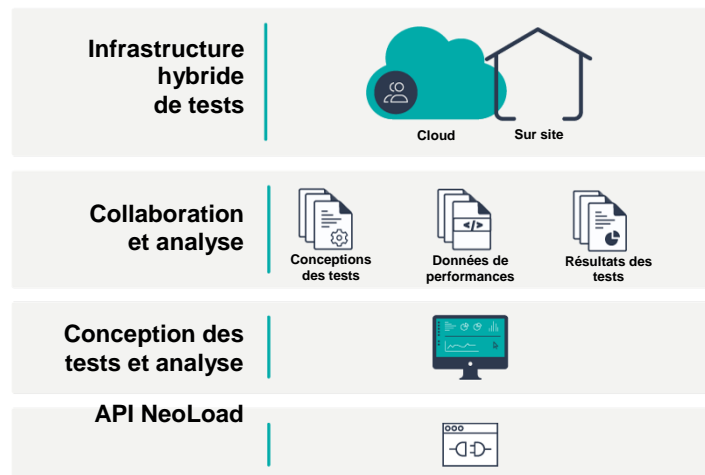 Infrastructure
hybride
de tests
Cloud
Sur site
Collaboration
et analyse
</>
Conceptions
des tests
Données de
performances
Résultats des
tests
Conception des
tests et analyse
API NeoLoad